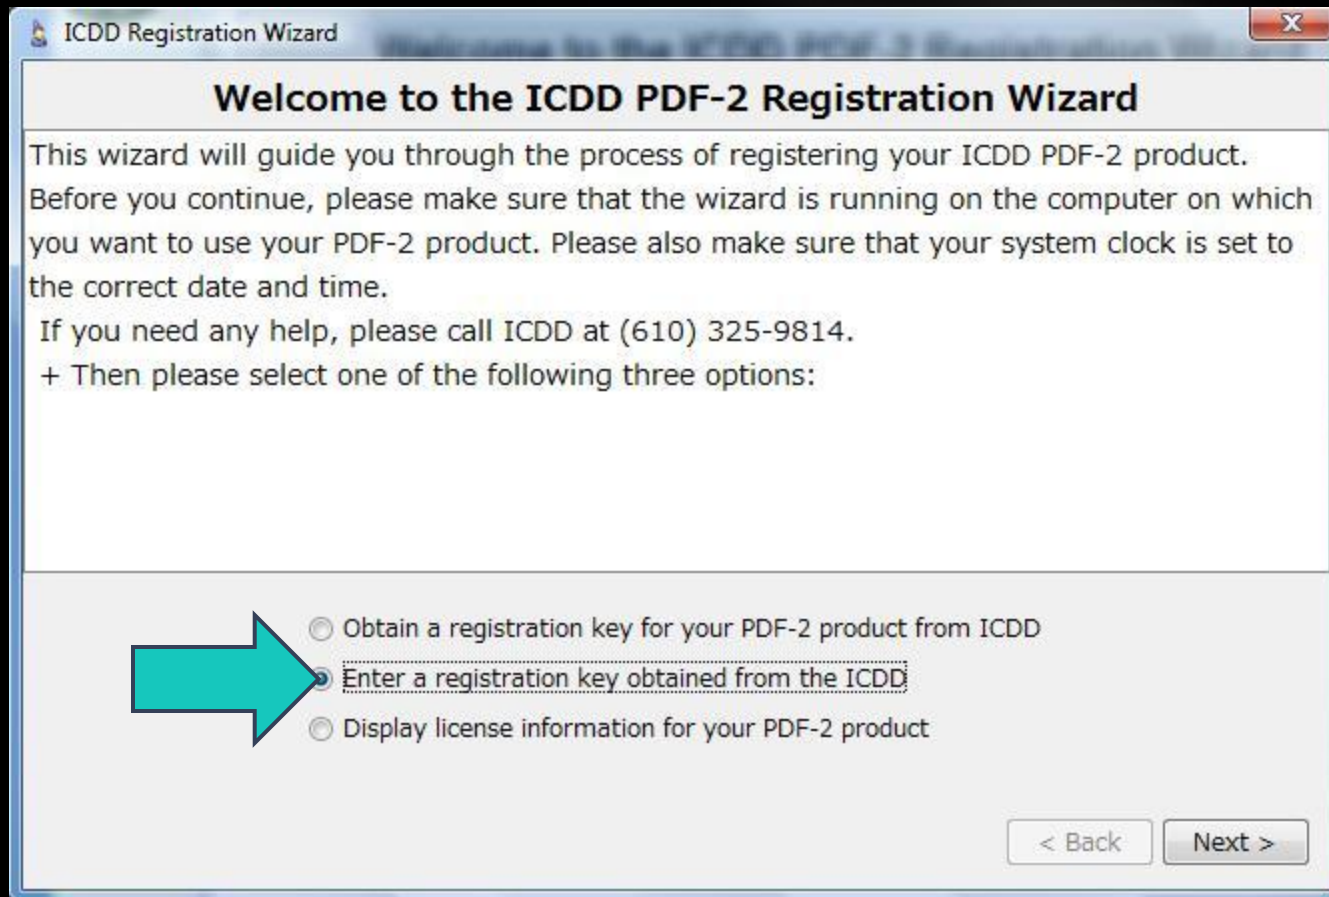 ICDD Registration Wizard
Welcome to the ICDD PDF-2 Registration Wizard
This wizard will guide you through the process of registering your ICDD PDF-2 product.
Before you continue, please make sure that the wizard is running on the computer on which
you want to use your PDF-2 product. Please also make sure that your system clock is set to
the correct date and time.
If you need any help, please call ICDD at (610) 325-9814.
+ Then please select one of the following three options:
Obtain a registration key for your PDF-2 product from ICDD
Enter a registration key obtained from the ICDD
Display license information for your PDF-2 product
< Back Next >